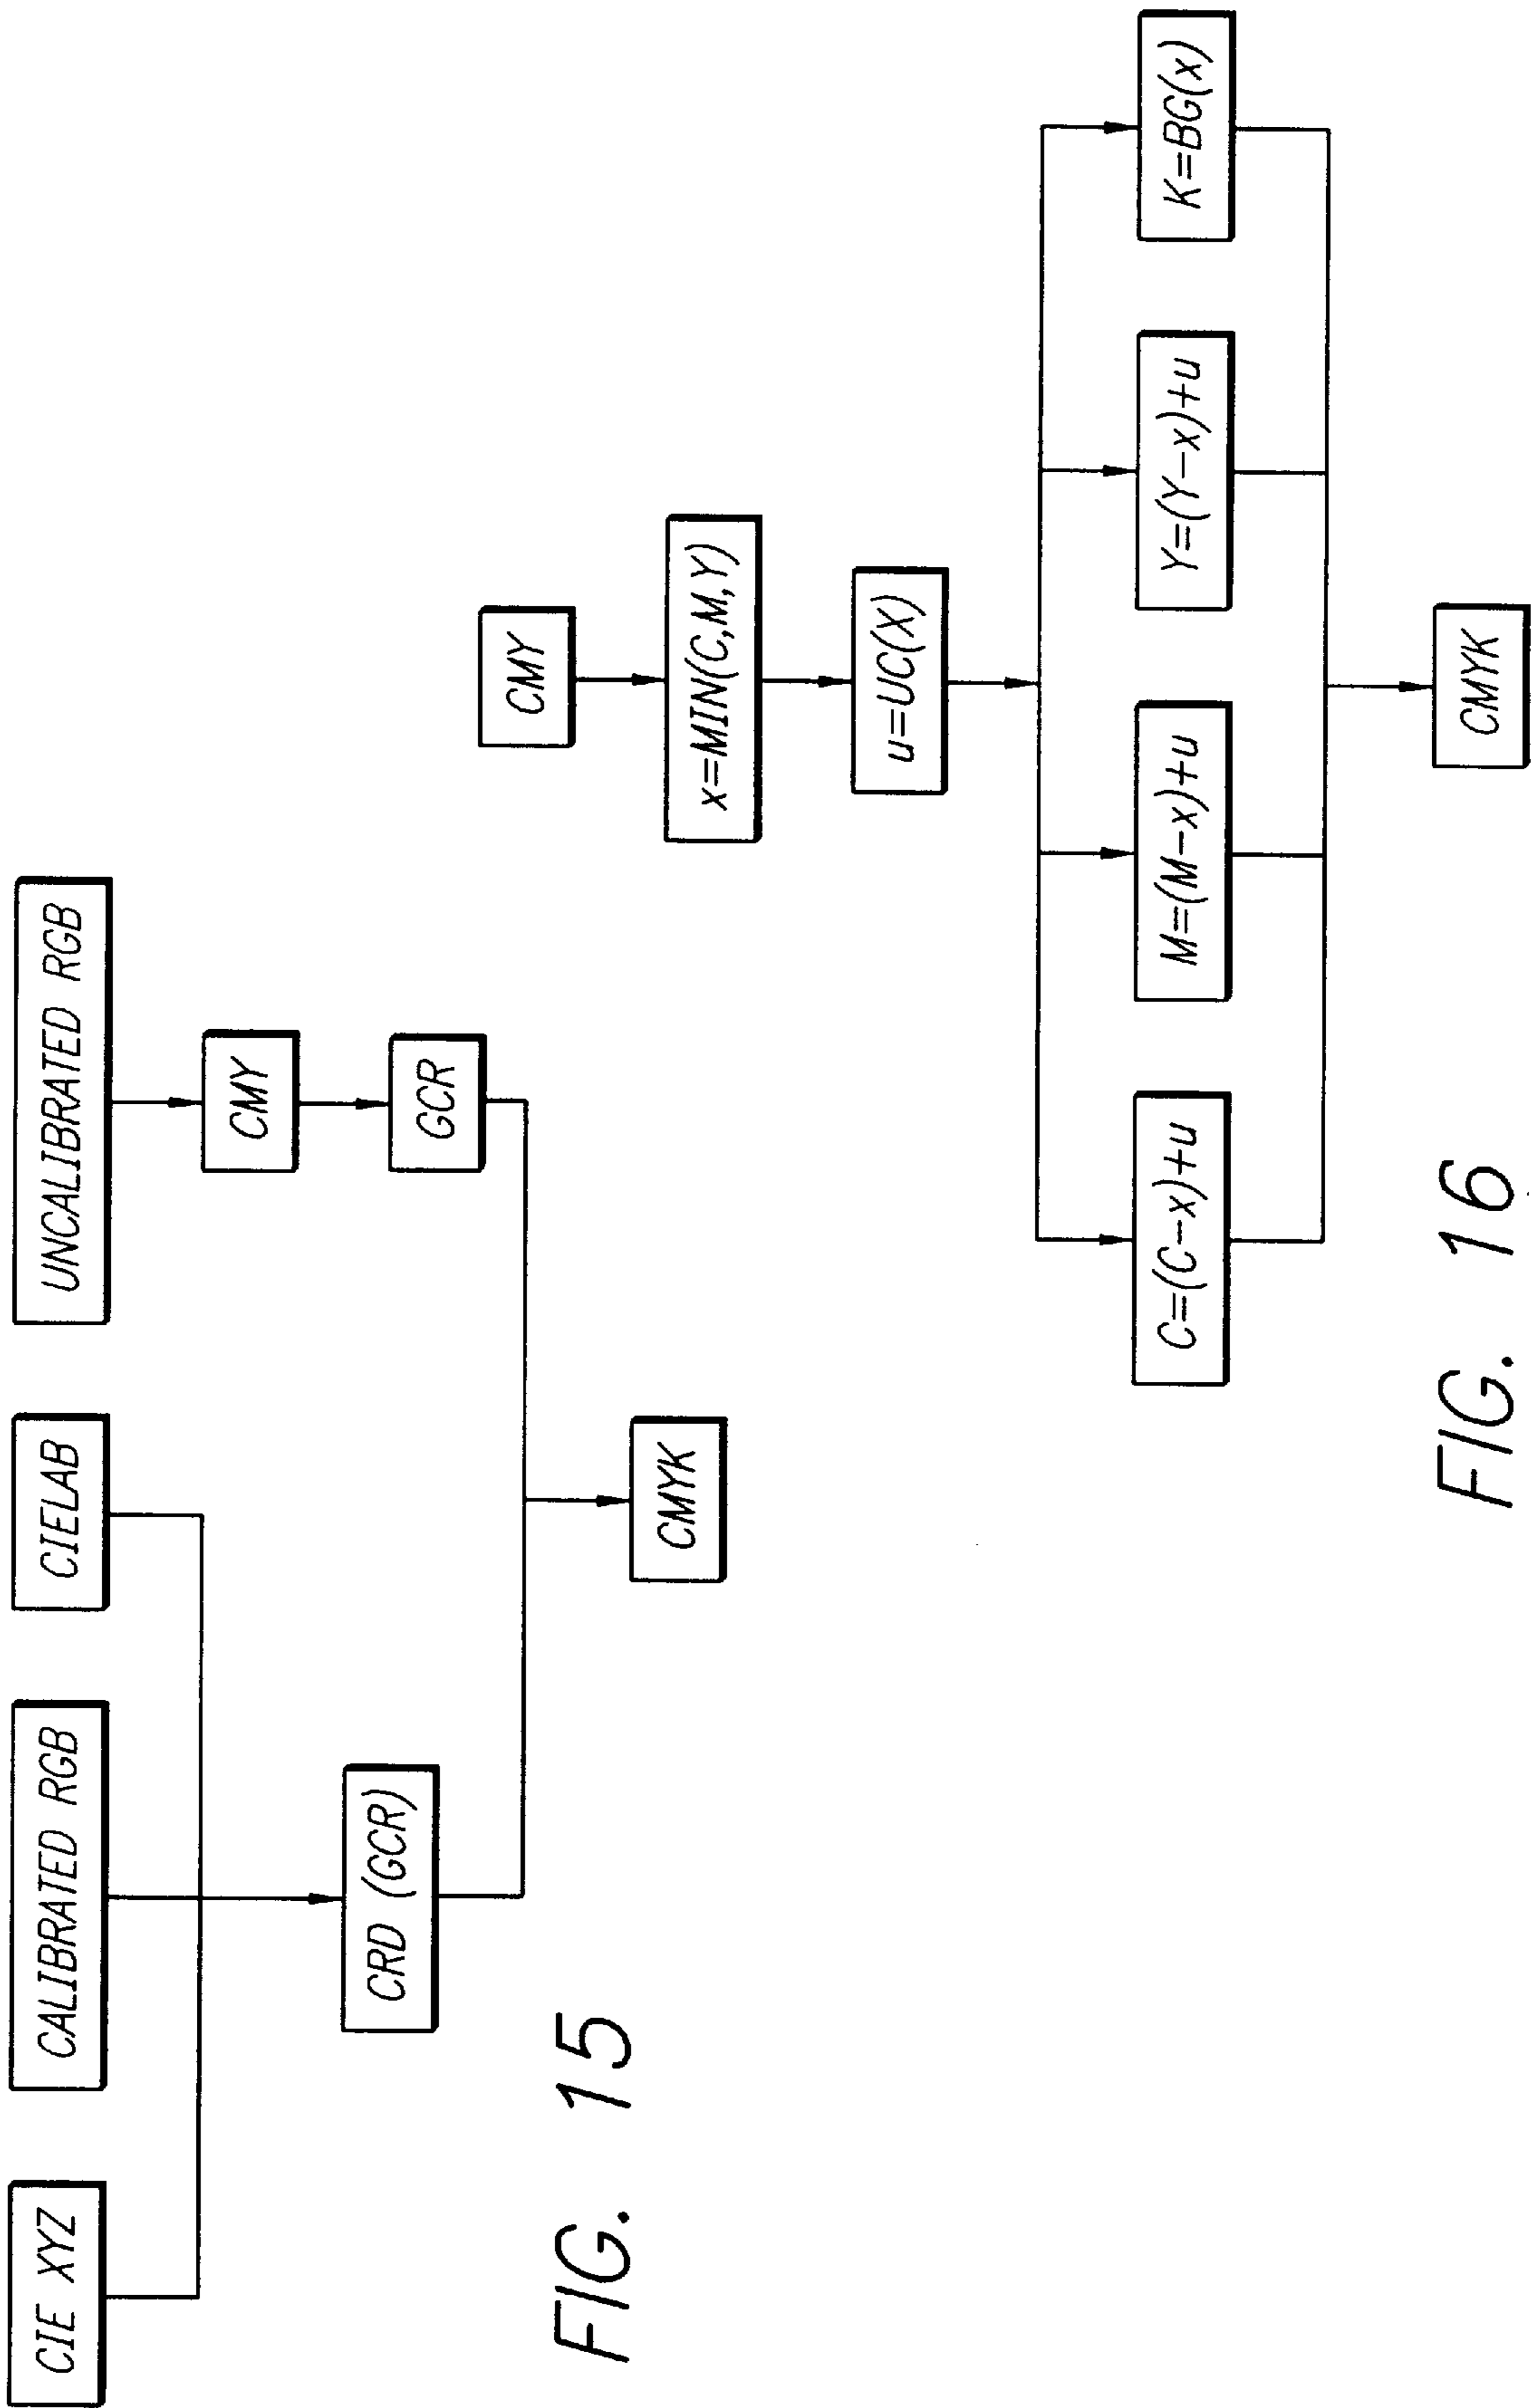 CIE XYZ
CALIBRATED RGB
CIELAB
UNCALIBRATED RGB
CMY
CRD (GCR)
GCR
CMYK
FIG. 15
CMY
x=MIN(C,M,Y)
u=UC(X)
C=(C-x)+u
M=(M-x)+u
Y=(Y-x)+u
K=BG(x)
CMYK
FIG. 16